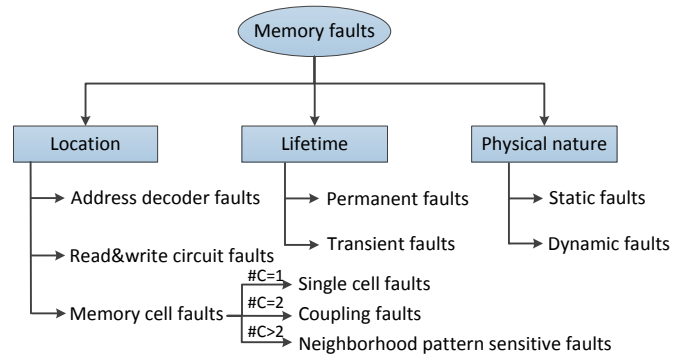 Memory faults
Location
Lifetime
Physical nature
Address decoder faults
Permanent faults
Static faults
Transient faults
Dynamic faults
Read&write circuit faults
#C=1
Single cell faults
#C=2
Memory cell faults
Coupling faults
#C>2
Neighborhood pattern sensitive faults